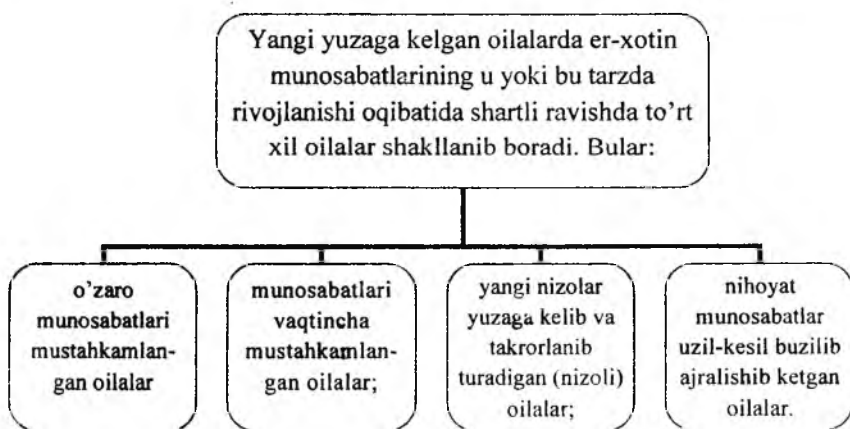 Yangi yuzaga kelgan oilalarda er-xotin
munosabatlarining u yoki bu tarzda
rivojlanishi oqibatida shartli ravishda to’rt
xil oilalar shakllanib boradi. Bular:
o’zaro
munosabatlari
mustahkamlan-
gan oilalar
munosabatlari
vaqtincha
mustahkamlan-
gan oilalar;
yangi nizolar
yuzaga kelib va
takrorlanib
turadigan (nizoli)
oilalar;
nihoyat
munosabatlar
uzil-kesil buzilib
ajralishib ketgan
oilalar.